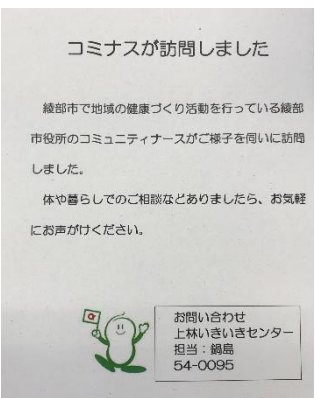 コミナスが訪問しました
綾部市で地域の健康づくり活動を行っている綾部
市役所のコミュニティナースがご様子を伺いに訪問
しました。
体や暮らしでのご相談などありましたら、お気軽
にお声がけください。
お問い合わせ
上林いきいきセンター
担当：鍋島
54-0095